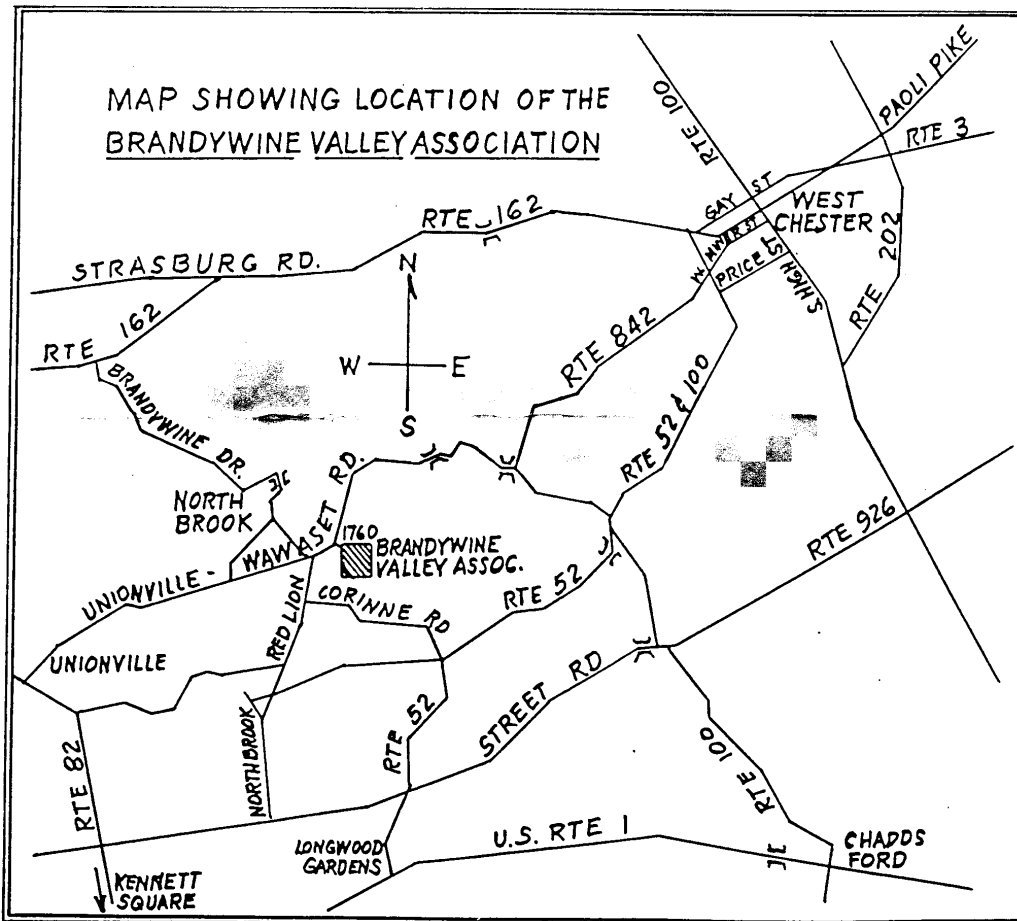 MAP SHOWING LOCATION OF THE
BRANDYWINE VALLEY ASSOCIATION
RTE 100
PAOLI PIKE
RTE 3
GAY ST
WEST
CHESTER
W. MINER ST
PRICE ST
S. HIGH ST
RTE 202
RTE 162
STRASBURG RD.
RTE 162
N
W
E
S
RTE 842
RTE 52 & 100
BRANDYWINE DR.
NORTH
BROOK
UNIONVILLE - WAWASET RD.
1760
BRANDYWINE
VALLEY ASSOC.
RTE 926
RED LION
CORINNE RD
RTE 52
UNIONVILLE
RTE 52
STREET RD
NORTHBROOK
RTE 82
RTE 100
LONGWOOD
GARDENS
U.S. RTE 1
CHADDS
FORD
KENNETT
SQUARE